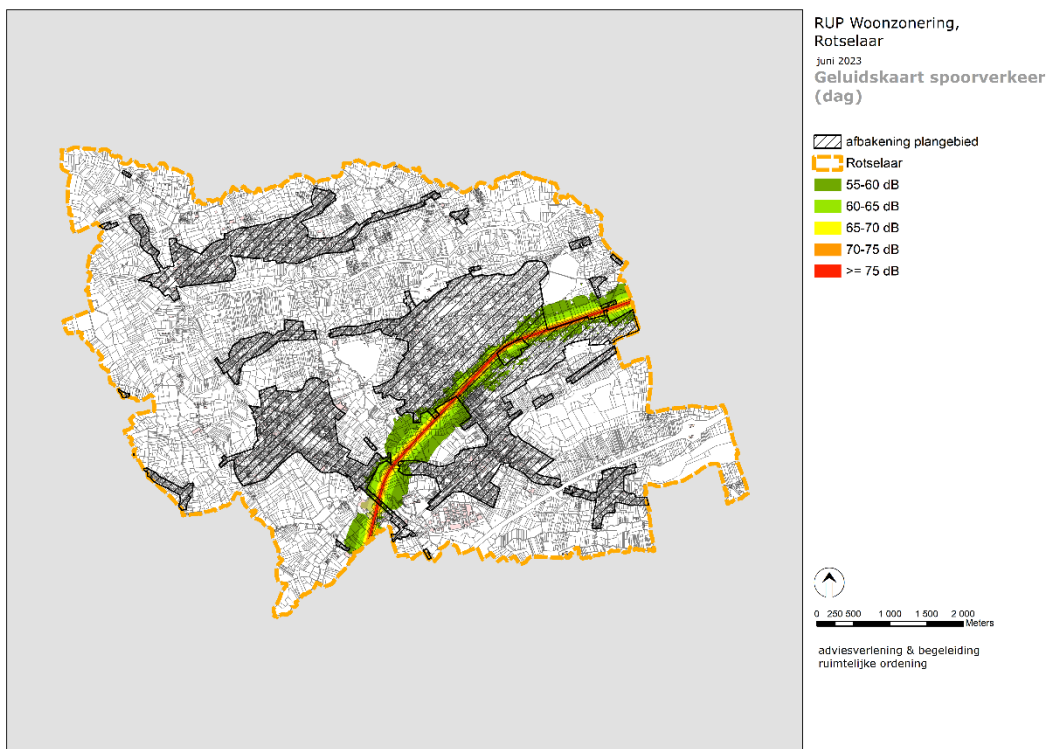 RUP Woonzonering,
Rotselaar
juni 2023
Geluidskaart spoorverkeer
(dag)
afbakening plangebied
Rotselaar
55-60 dB
60-65 dB
65-70 dB
70-75 dB
>= 75 dB
0 250 500 1 000 1 500 2 000
Meters
adviesverlening & begeleiding
ruimtelijke ordening